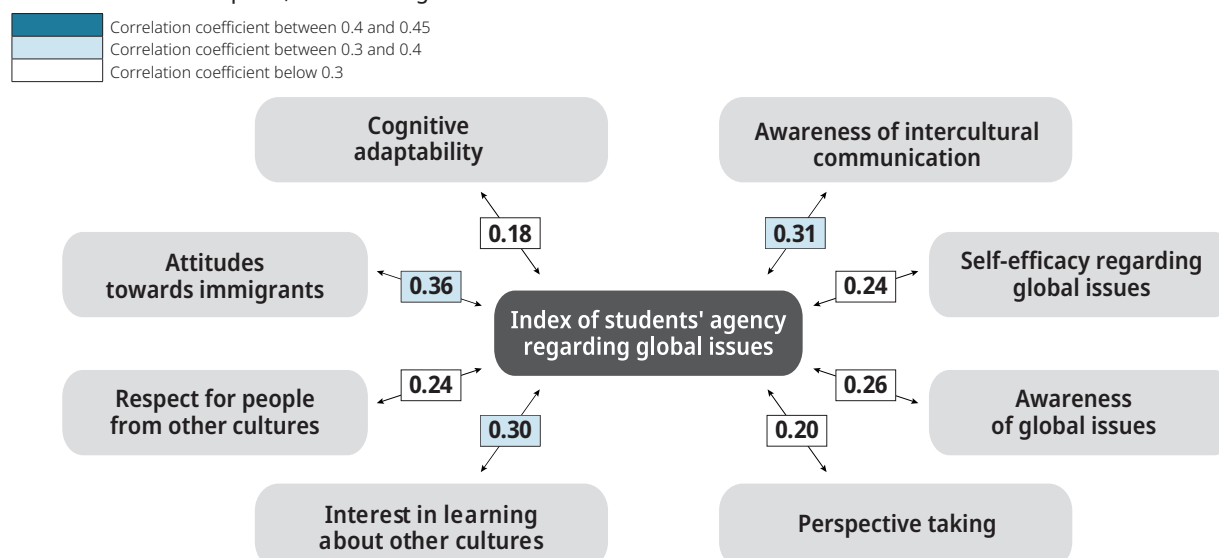 Correlation coefficient between 0.4 and 0.45
Correlation coefficient between 0.3 and 0.4
Correlation coefficient below 0.3
Cognitive
adaptability
Awareness of intercultural
communication
0.18
0.31
Attitudes
towards immigrants
0.36
0.24
Self-efficacy regarding
global issues
Index of students' agency
regarding global issues
Respect for people
from other cultures
0.24
0.26
Awareness
of global issues
0.30
0.20
Interest in learning
about other cultures
Perspective taking